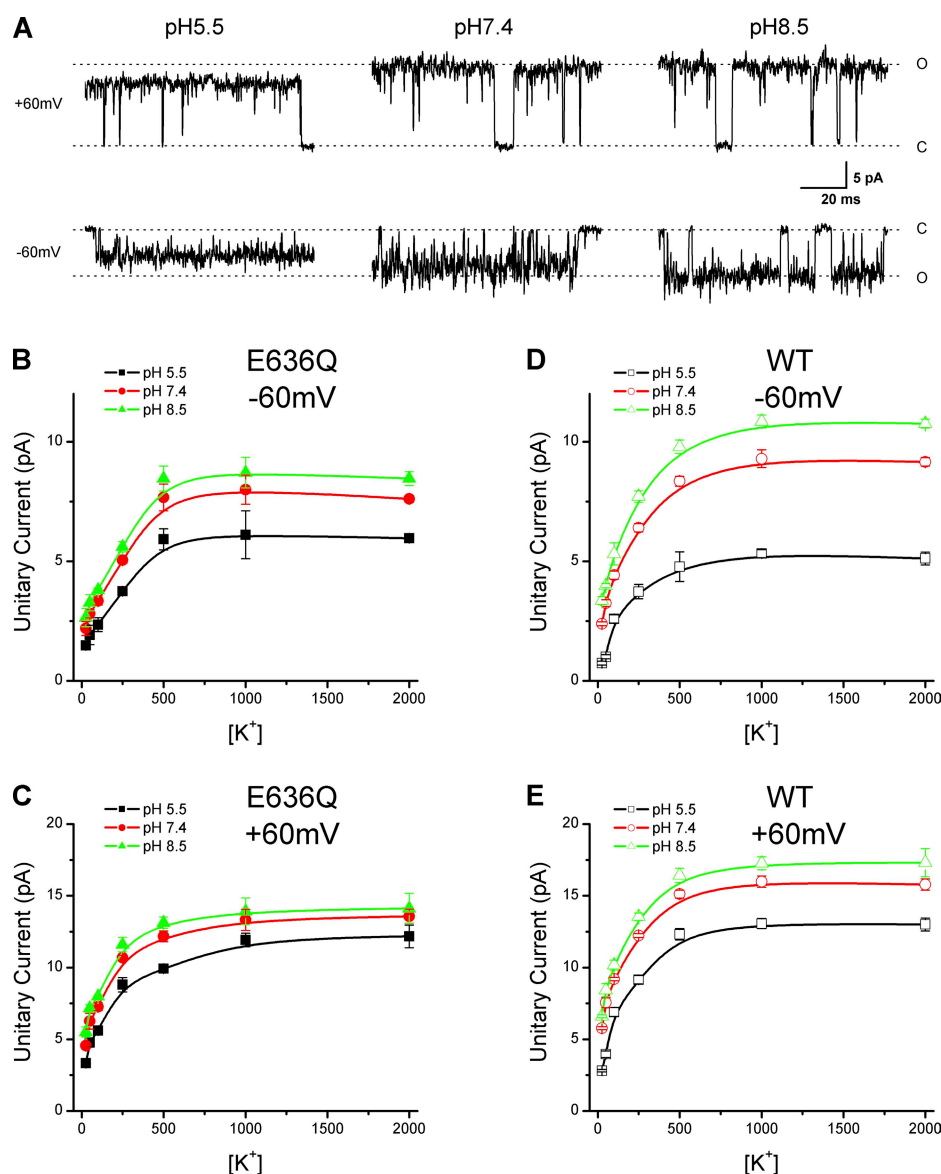 A
pH5.5 pH7.4 pH8.5
O
+60mV
C
5 pA
20 ms
C
-60mV
O
B
E636Q
-60mV
pH 5.5
pH 7.4
pH 8.5
Unitary Current (pA)
10
5
0
0 500 1000 1500 2000
[K+]
D
WT
-60mV
pH 5.5
pH 7.4
pH 8.5
Unitary Current (pA)
10
5
0
0 500 1000 1500 2000
[K+]
C
E636Q
+60mV
pH 5.5
pH 7.4
pH 8.5
Unitary Current (pA)
20
15
10
5
0
0 500 1000 1500 2000
[K+]
E
WT
+60mV
pH 5.5
pH 7.4
pH 8.5
Unitary Current (pA)
20
15
10
5
0
0 500 1000 1500 2000
[K+]